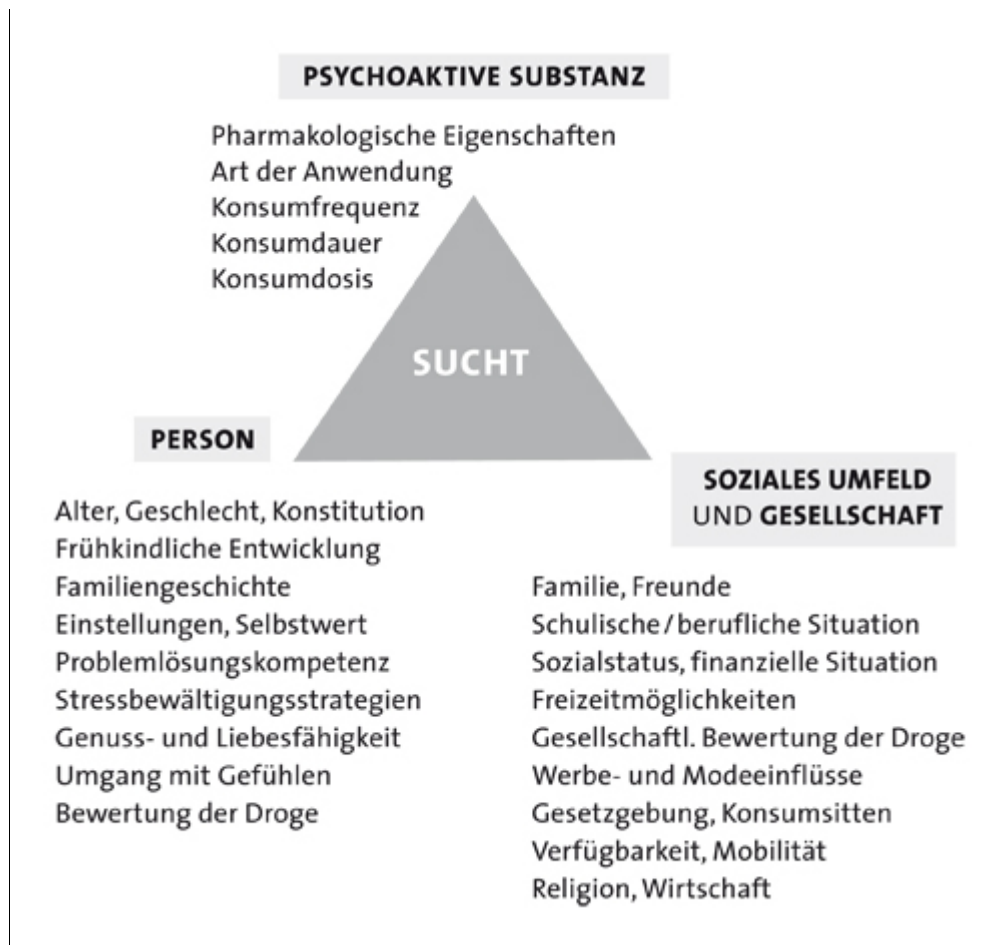 PSYCHOAKTIVE SUBSTANZ
Pharmakologische Eigenschaften
Art der Anwendung
Konsumfrequenz
Konsumdauer
Konsumdosis
SUCHT
PERSON
Alter, Geschlecht, Konstitution
Frühkindliche Entwicklung
Familiengeschichte
Einstellungen, Selbstwert
Problemlösungskompetenz
Stressbewältigungsstrategien
Genuss- und Liebesfähigkeit
Umgang mit Gefühlen
Bewertung der Droge
SOZIALES UMFELD
UND GESELLSCHAFT
Familie, Freunde
Schulische/berufliche Situation
Sozialstatus, finanzielle Situation
Freizeitmöglichkeiten
Gesellschaftl. Bewertung der Droge
Werbe- und Modeeinflüsse
Gesetzgebung, Konsumsitten
Verfügbarkeit, Mobilität
Religion, Wirtschaft